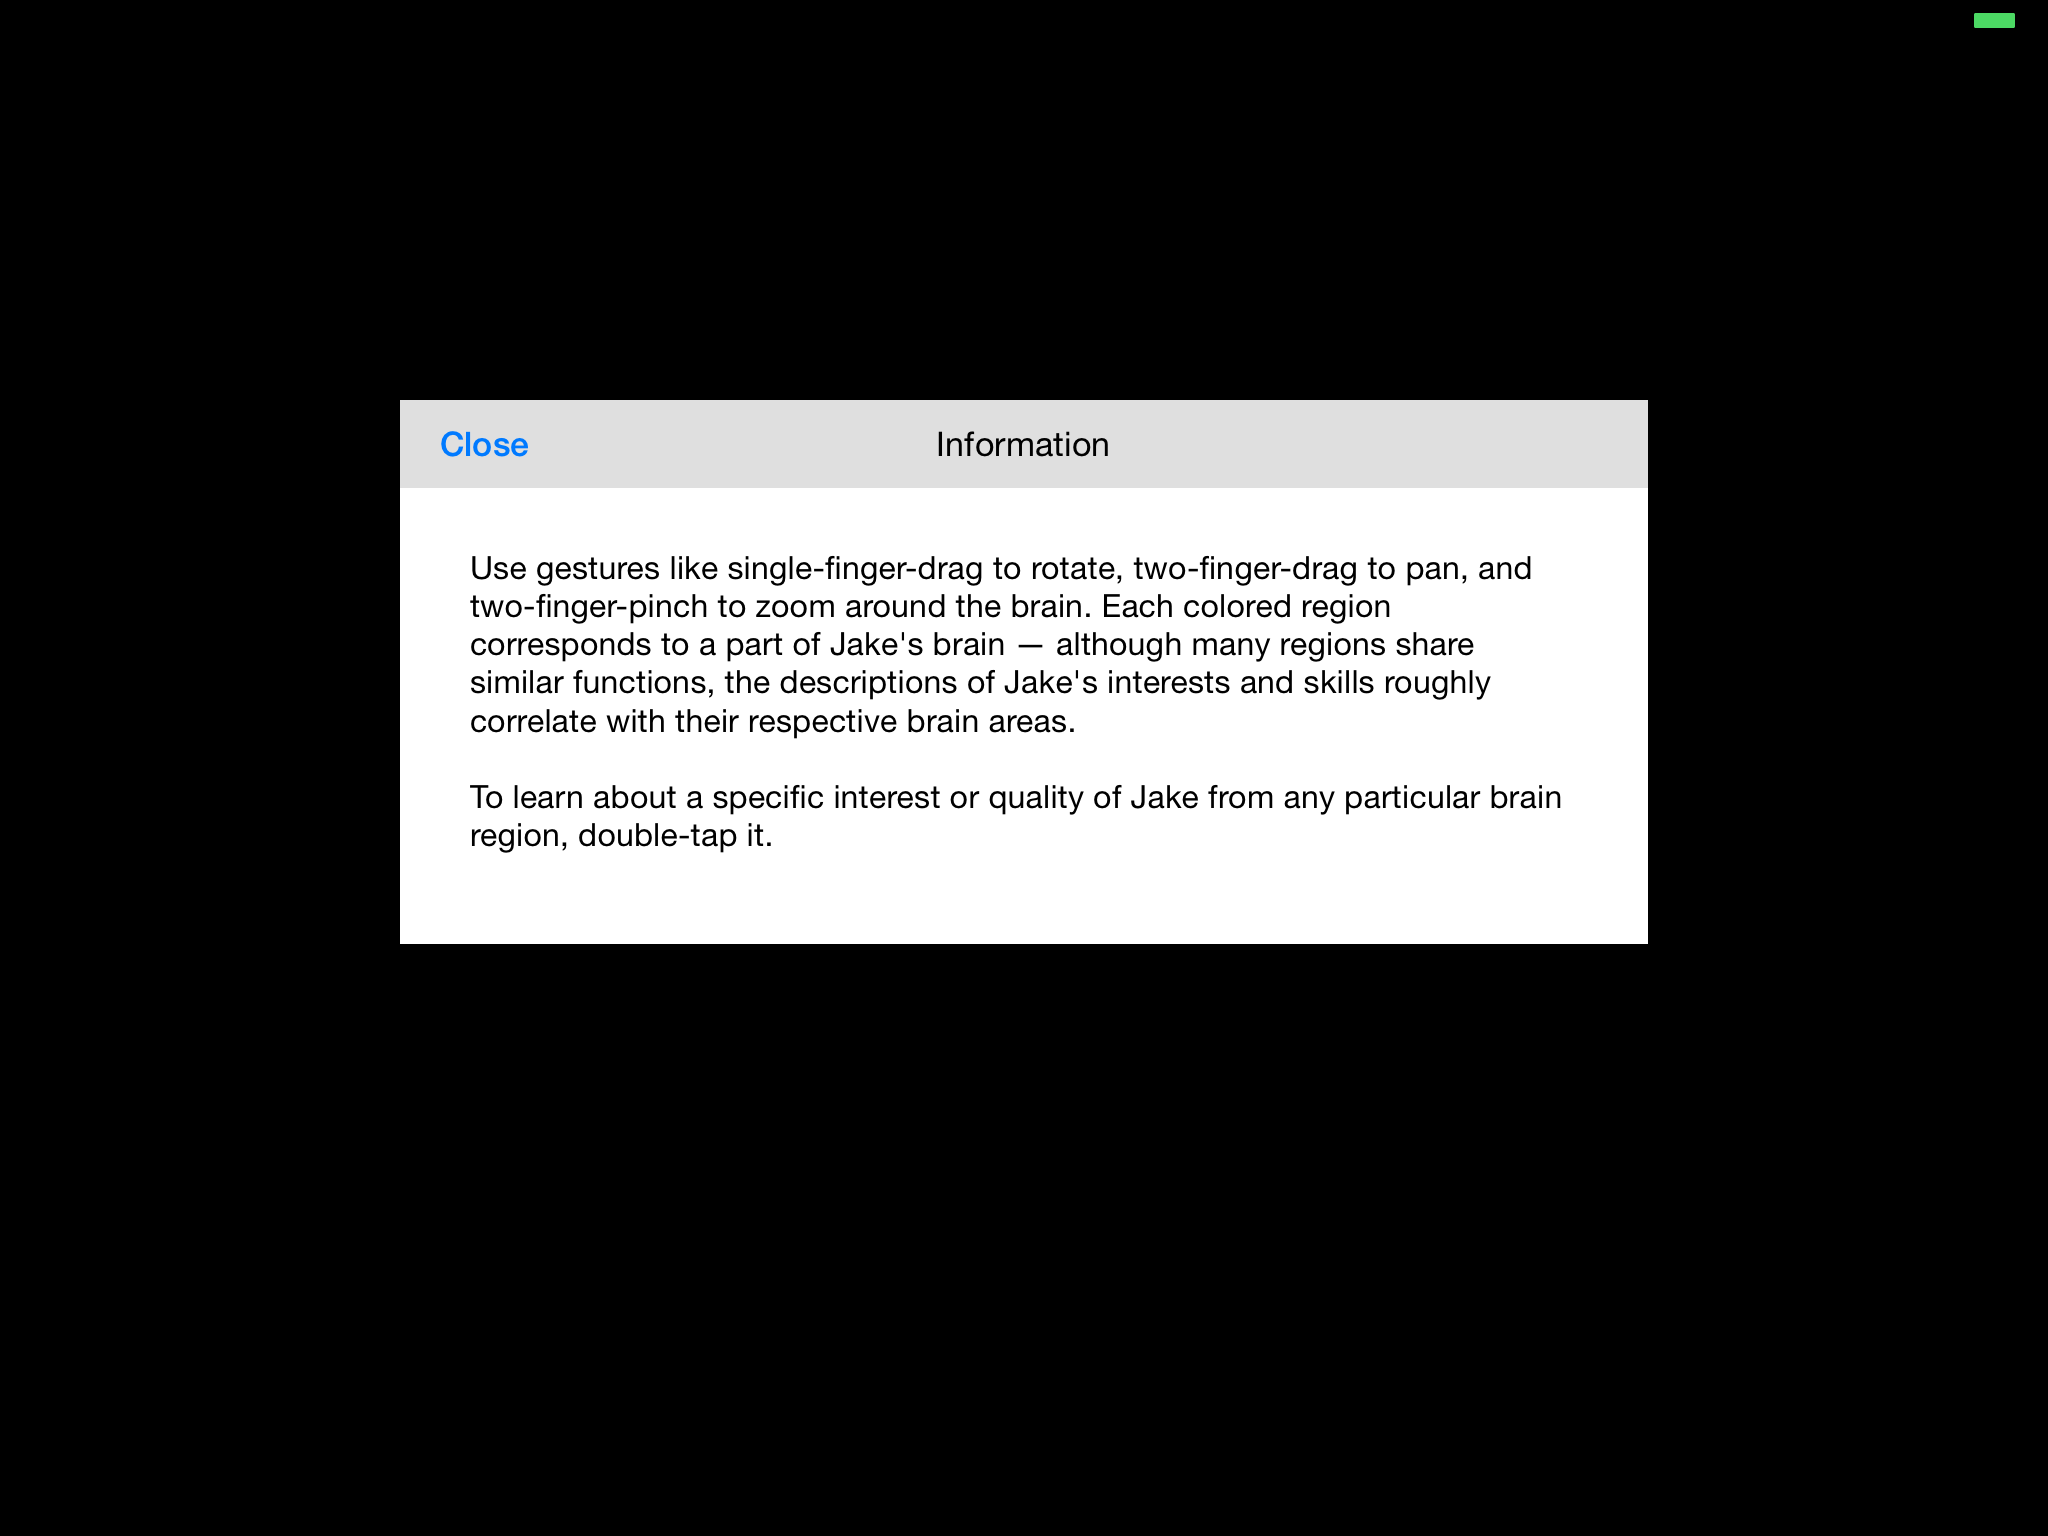 Close
Information
Use gestures like single-finger-drag to rotate, two-finger-drag to pan, and
two-finger-pinch to zoom around the brain. Each colored region
corresponds to a part of Jake's brain — although many regions share
similar functions, the descriptions of Jake's interests and skills roughly
correlate with their respective brain areas.
To learn about a specific interest or quality of Jake from any particular brain
region, double-tap it.